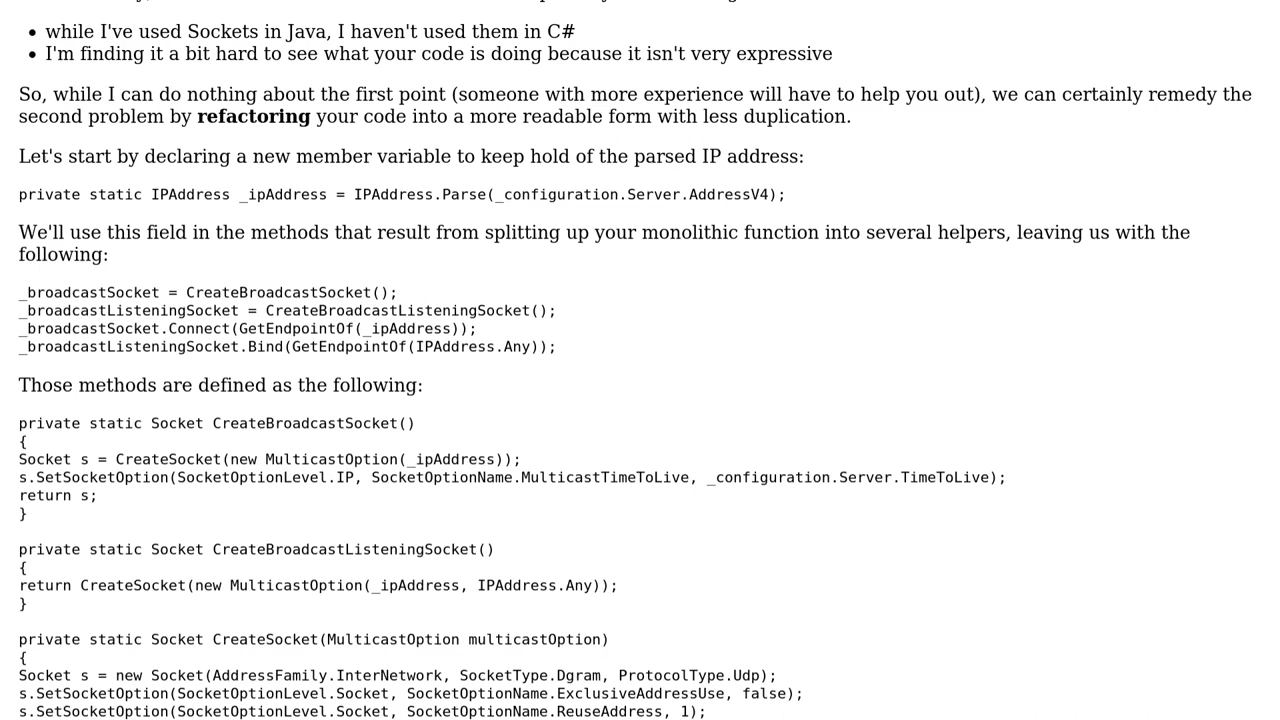 while I've used Sockets in Java, I haven't used them in C#
I'm finding it a bit hard to see what your code is doing because it isn't very expressive
So, while I can do nothing about the first point (someone with more experience will have to help you out), we can certainly remedy the
second problem by refactoring your code into a more readable form with less duplication.
Let's start by declaring a new member variable to keep hold of the parsed IP address:
private static IPAddress _ipAddress = IPAddress.Parse(_configuration.Server.AddressV4);
We'll use this field in the methods that result from splitting up your monolithic function into several helpers, leaving us with the
following:
_broadcastSocket = CreateBroadcastSocket();
_broadcastListeningSocket = CreateBroadcastListeningSocket();
_broadcastSocket.Connect(GetEndpointOf(_ipAddress));
_broadcastListeningSocket.Bind(GetEndpointOf(IPAddress.Any));
Those methods are defined as the following:
private static Socket CreateBroadcastSocket()
{
Socket s = CreateSocket(new MulticastOption(_ipAddress));
s.SetSocketOption(SocketOptionLevel.IP, SocketOptionName.MulticastTimeToLive, _configuration.Server.TimeToLive);
return s;
}
private static Socket CreateBroadcastListeningSocket()
{
return CreateSocket(new MulticastOption(_ipAddress, IPAddress.Any));
}
private static Socket CreateSocket(MulticastOption multicastOption)
{
Socket s = new Socket(AddressFamily.InterNetwork, SocketType.Dgram, ProtocolType.Udp);
s.SetSocketOption(SocketOptionLevel.Socket, SocketOptionName.ExclusiveAddressUse, false);
s.SetSocketOption(SocketOptionLevel.Socket, SocketOptionName.ReuseAddress, 1);